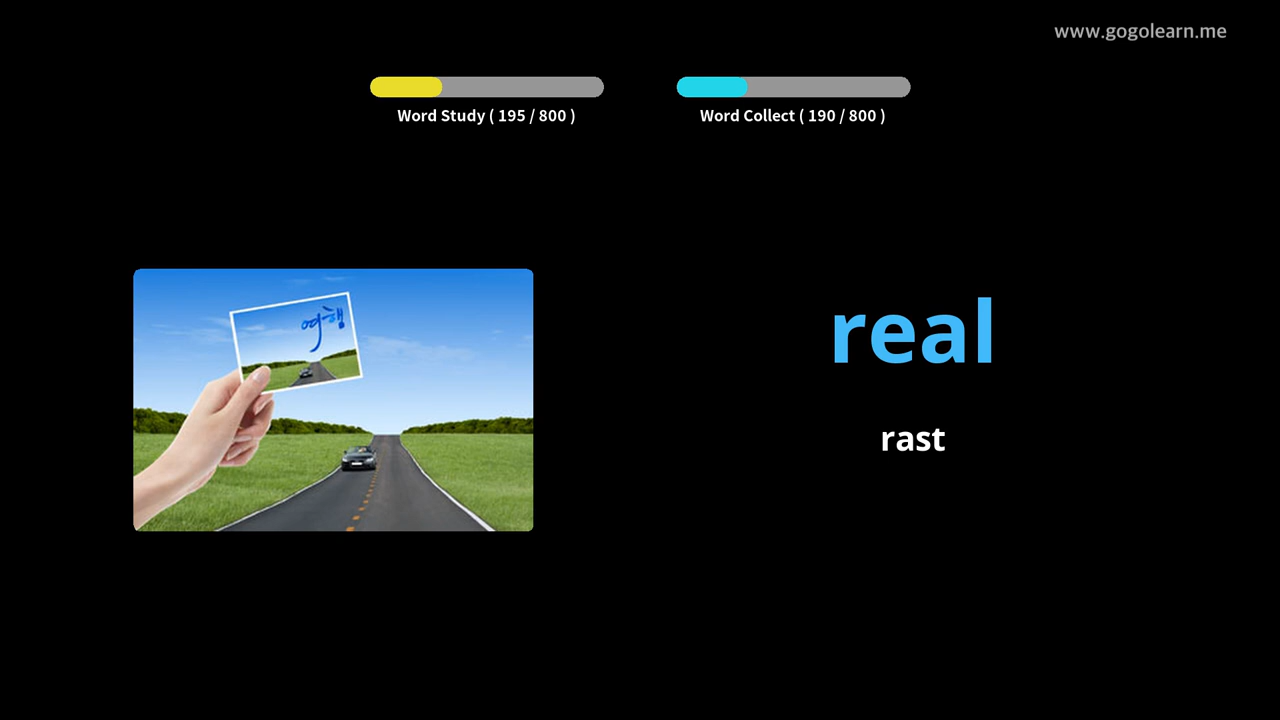 www.gogolearn.me
Word Study ( 195 / 800 )
Word Collect ( 190 / 800 )
여행
real
rast